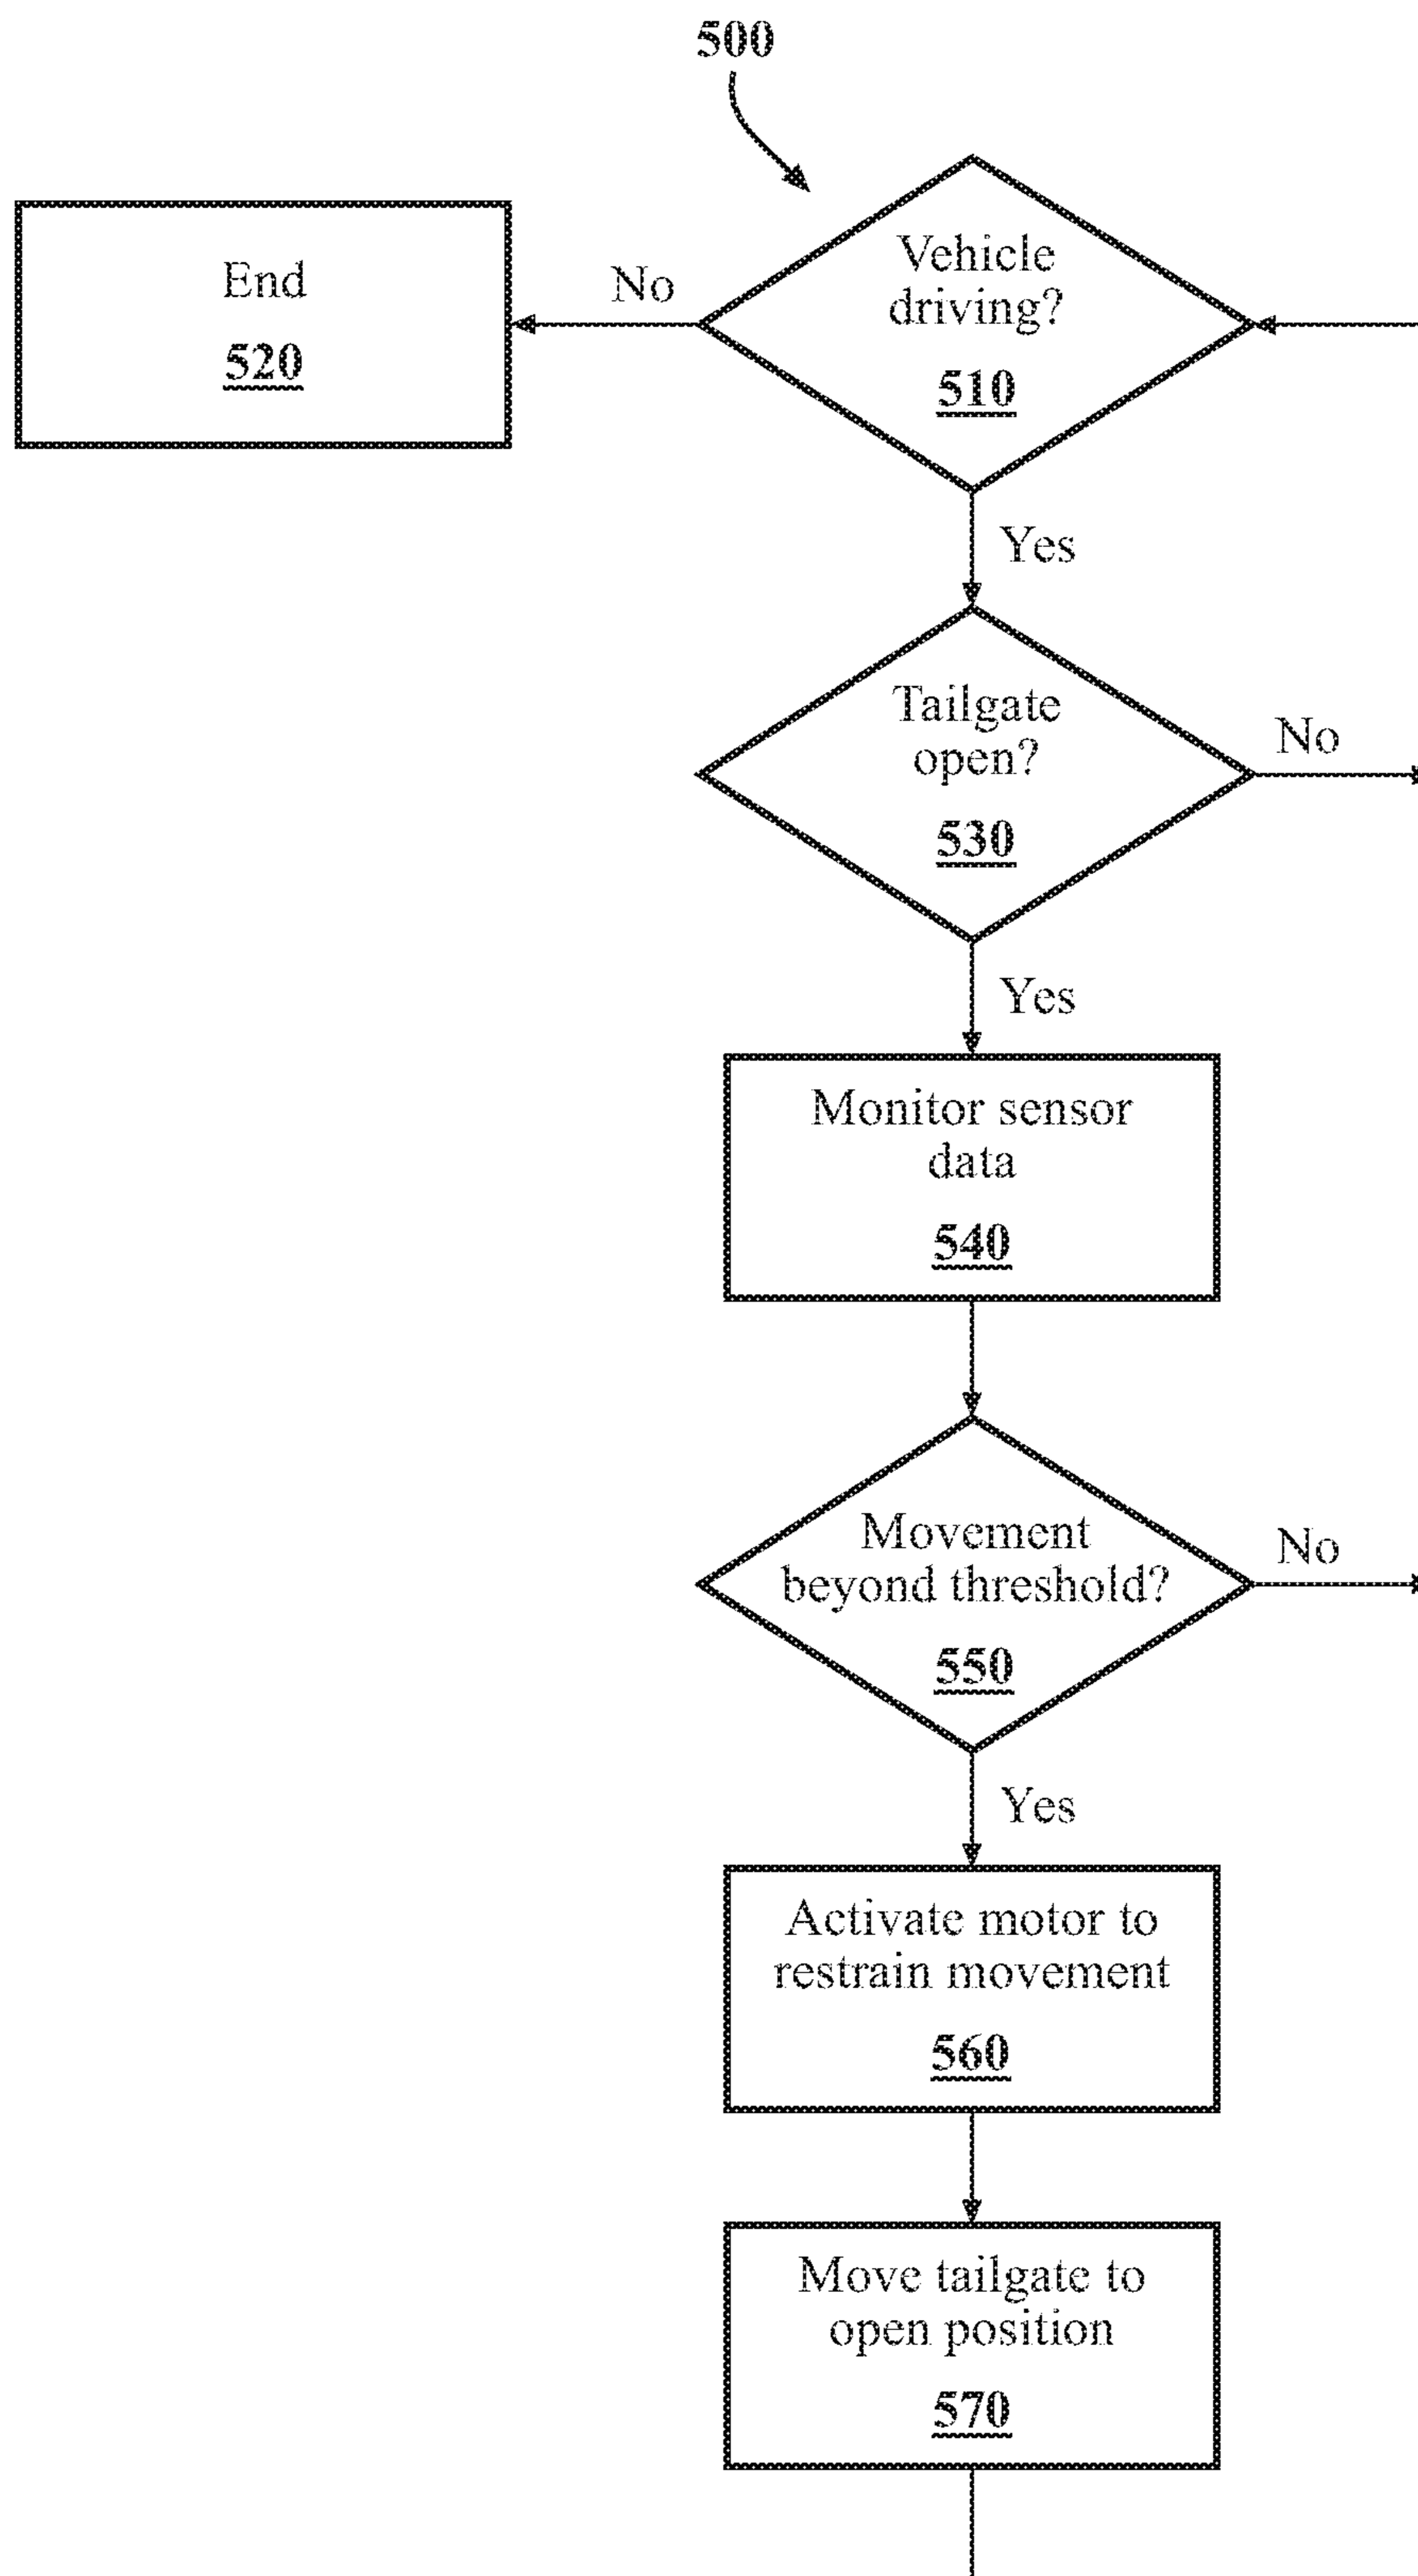 500
End
520
No
Vehicle
driving?
510
Yes
Tailgate
open?
530
No
Yes
Monitor sensor
data
540
Movement
beyond threshold?
550
No
Yes
Activate motor to
restrain movement
560
Move tailgate to
open position
570